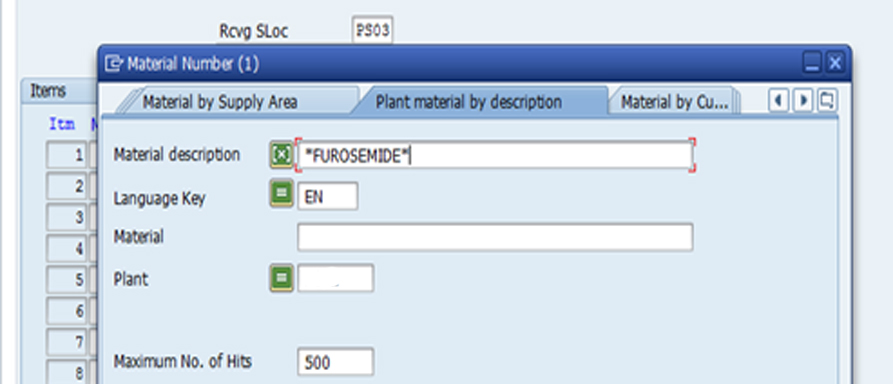 Rcvg SLoc PS03
Material Number (1)
Items
Material by Supply Area Plant material by description Material by Cu...
Itm
1 Material description *FUROSEMIDE*
2 Language Key EN
3
4 Material
5 Plant
6
7
8 Maximum No. of Hits 500